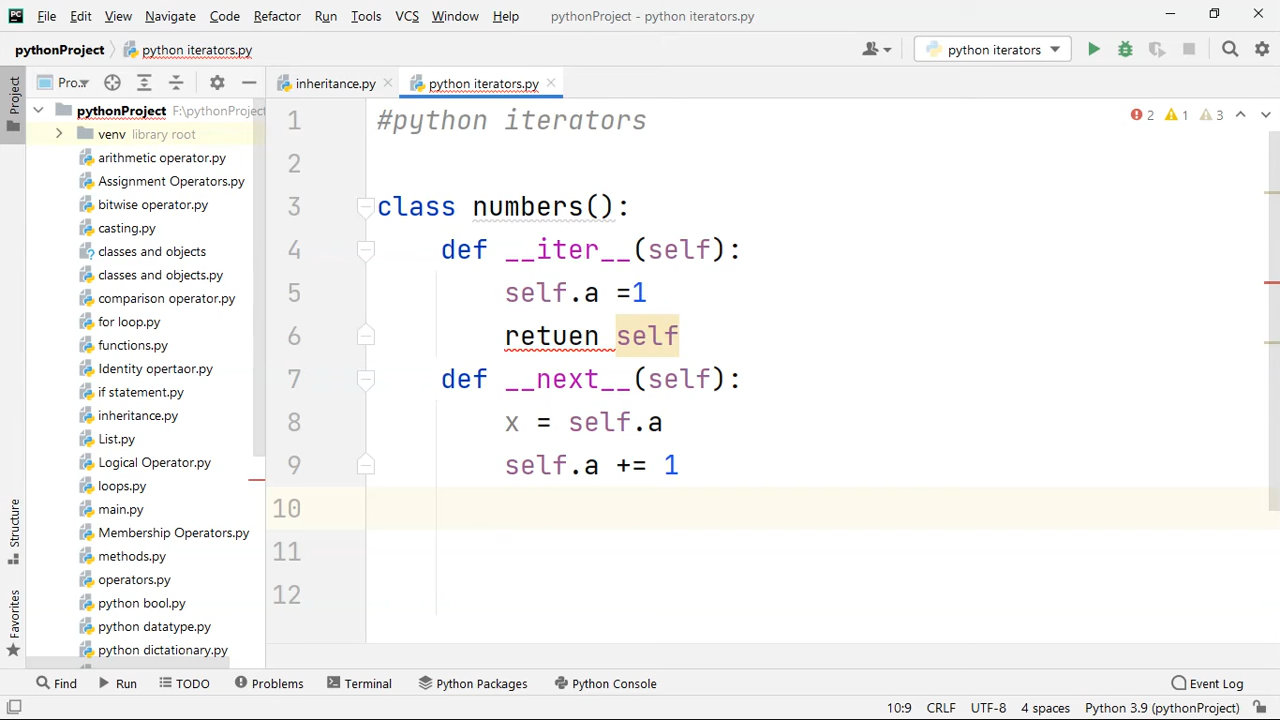 File Edit View Navigate Code Refactor Run Tools VCS Window Help pythonProject - python iterators.py
pythonProject python iterators.py python iterators
Project Pro... inheritance.py python iterators.py
pythonProject F:\pythonProject
venv library root
arithmetic operator.py
Assignment Operators.py
bitwise operator.py
casting.py
classes and objects
classes and objects.py
comparison operator.py
for loop.py
functions.py
Identity opertaor.py
if statement.py
inheritance.py
List.py
Logical Operator.py
loops.py
main.py
Membership Operators.py
methods.py
operators.py
python bool.py
python datatype.py
python dictationary.py
Structure
Favorites
1 #python iterators
2
3 class numbers():
4 def __iter__(self):
5 self.a =1
6 retuen self
7 def __next__(self):
8 x = self.a
9 self.a += 1
10
11
12
2 1 3
Find Run TODO Problems Terminal Python Packages Python Console Event Log
10:9 CRLF UTF-8 4 spaces Python 3.9 (pythonProject)